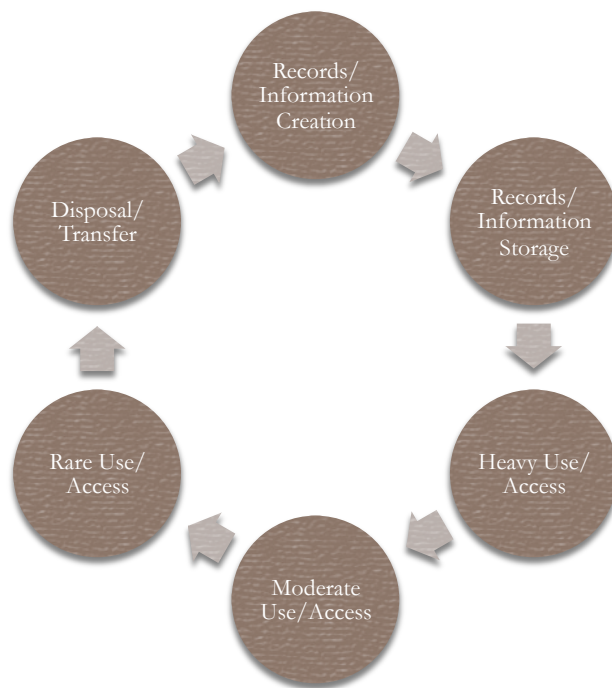 Records/
Information
Creation
Records/
Information
Storage
Heavy Use/
Access
Moderate
Use/Access
Rare Use/
Access
Disposal/
Transfer